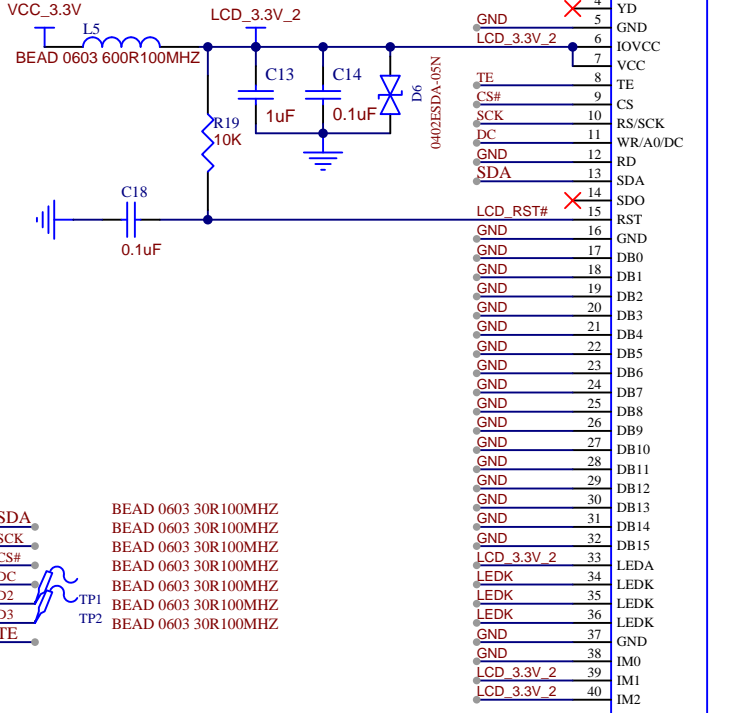 VCC_3.3V
L5
BEAD 0603 600R100MHZ
LCD_3.3V_2
C13
1uF
C14
0.1uF
D6
0402ESDA-05N
R19
10K
C18
0.1uF
4 YD
GND 5 GND
LCD_3.3V_2 6 IOVCC
7 VCC
TE 8 TE
CS# 9 CS
SCK 10 RS/SCK
DC 11 WR/A0/DC
GND 12 RD
SDA 13 SDA
14 SDO
LCD_RST# 15 RST
GND 16 GND
GND 17 DB0
GND 18 DB1
GND 19 DB2
GND 20 DB3
GND 21 DB4
GND 22 DB5
GND 23 DB6
GND 24 DB7
GND 25 DB8
GND 26 DB9
GND 27 DB10
GND 28 DB11
GND 29 DB12
GND 30 DB13
GND 31 DB14
GND 32 DB15
LCD_3.3V_2 33 LEDA
LEDK 34 LEDK
LEDK 35 LEDK
LEDK 36 LEDK
GND 37 GND
GND 38 IM0
LCD_3.3V_2 39 IM1
LCD_3.3V_2 40 IM2
SDA
SCK
CS#
DC
D2
D3
TE
TP1
TP2
BEAD 0603 30R100MHZ
BEAD 0603 30R100MHZ
BEAD 0603 30R100MHZ
BEAD 0603 30R100MHZ
BEAD 0603 30R100MHZ
BEAD 0603 30R100MHZ
BEAD 0603 30R100MHZ